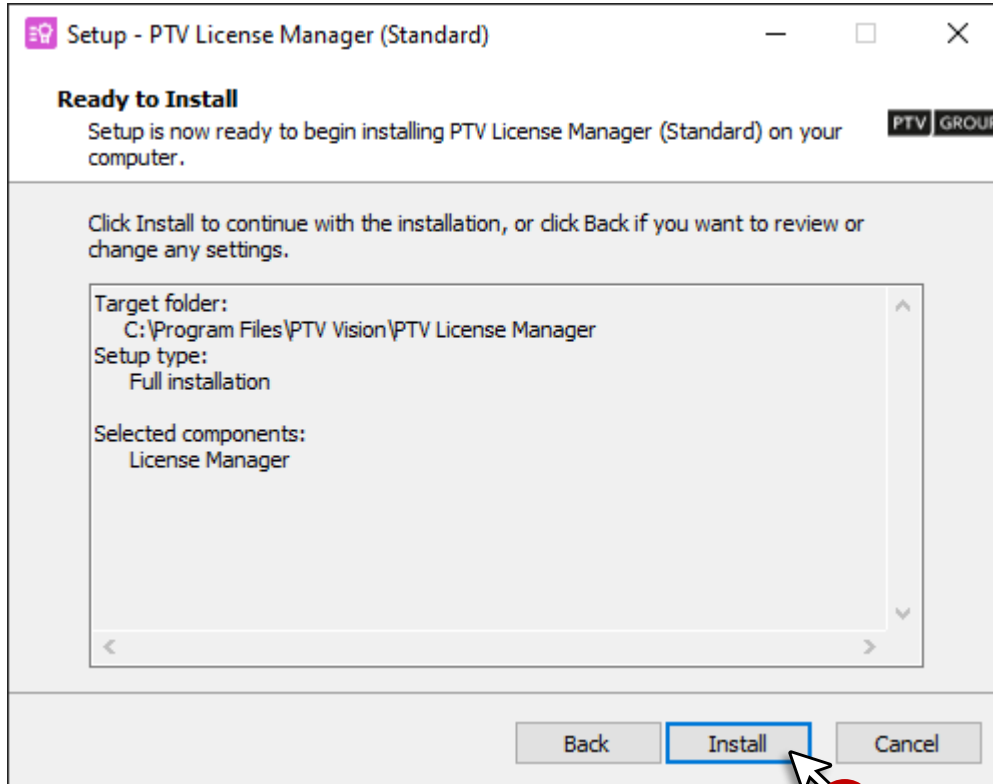 Setup - PTV License Manager (Standard)
Ready to Install
Setup is now ready to begin installing PTV License Manager (Standard) on your
computer.
PTV GROUP
Click Install to continue with the installation, or click Back if you want to review or
change any settings.
Target folder:
C:\Program Files\PTV Vision\PTV License Manager
Setup type:
Full installation
Selected components:
License Manager
Back
Install
Cancel